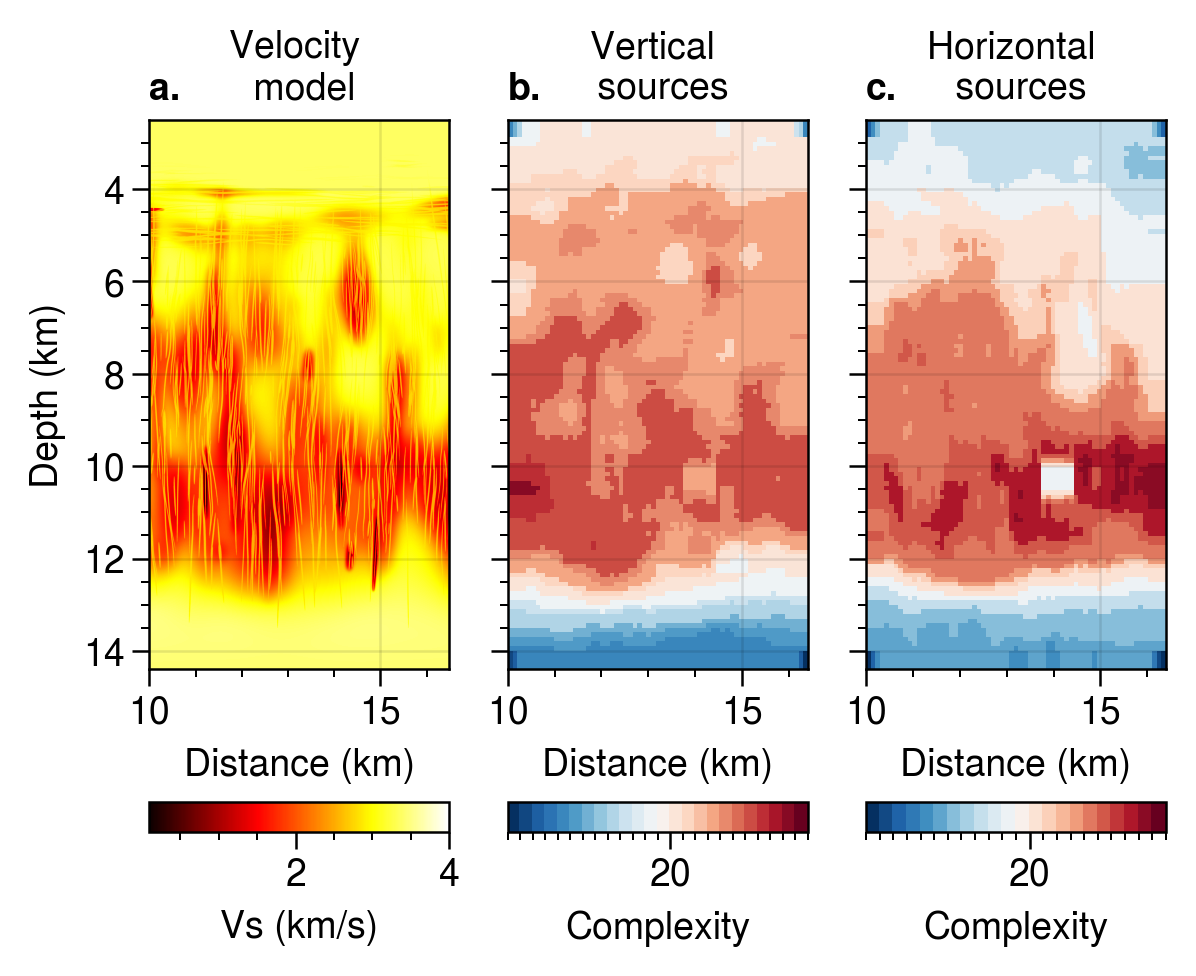 a. Velocity
model
b. Vertical
sources
c. Horizontal
sources
Depth (km)
4
6
8
10
12
14
10 15
10 15
10 15
Distance (km)
Distance (km)
Distance (km)
2 4
20
20
Vs (km/s)
Complexity
Complexity